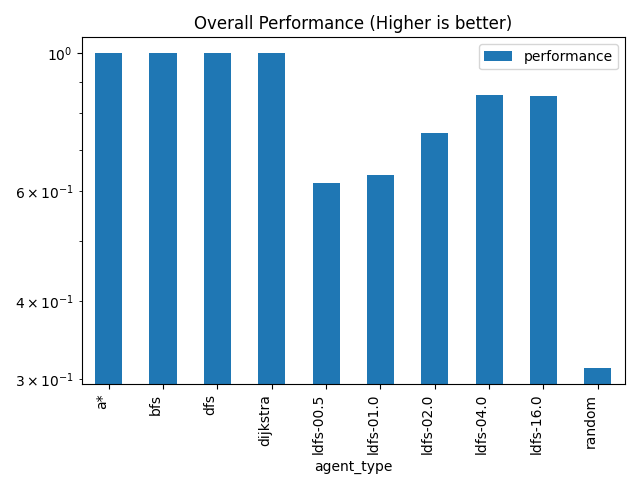 Overall Performance (Higher is better)
performance
10⁰
6 × 10⁻¹
4 × 10⁻¹
3 × 10⁻¹
a*
bfs
dfs
dijkstra
ldfs-00.5
ldfs-01.0
ldfs-02.0
ldfs-04.0
ldfs-16.0
random
agent_type